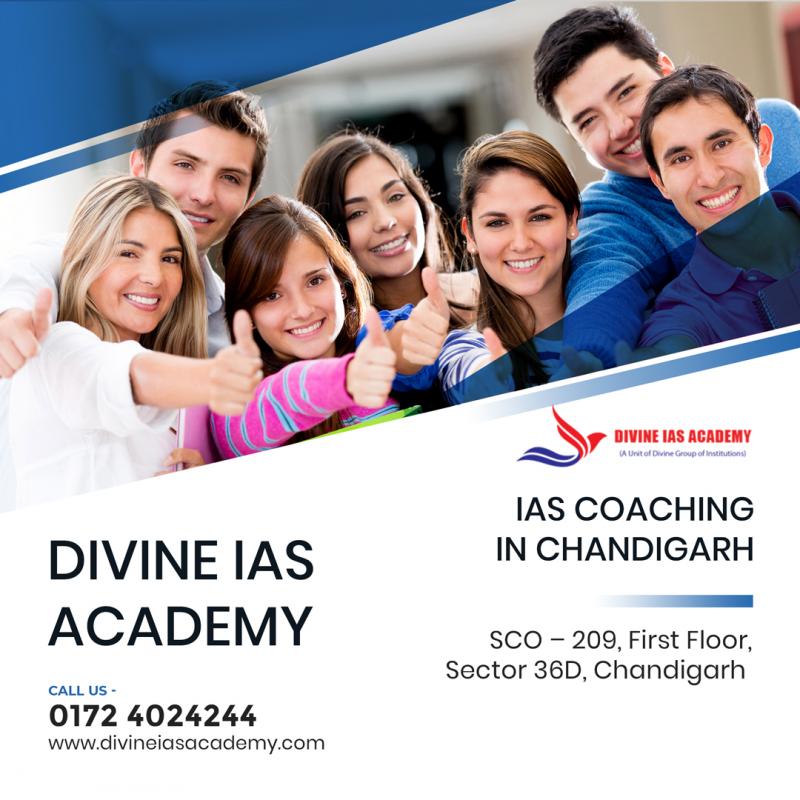 DIVINE IAS ACADEMY
(A Unit of Divine Group of Institutions)
IAS COACHING
IN CHANDIGARH
SCO – 209, First Floor,
Sector 36D, Chandigarh
DIVINE IAS
ACADEMY
CALL US -
0172 4024244
www.divineiasacademy.com